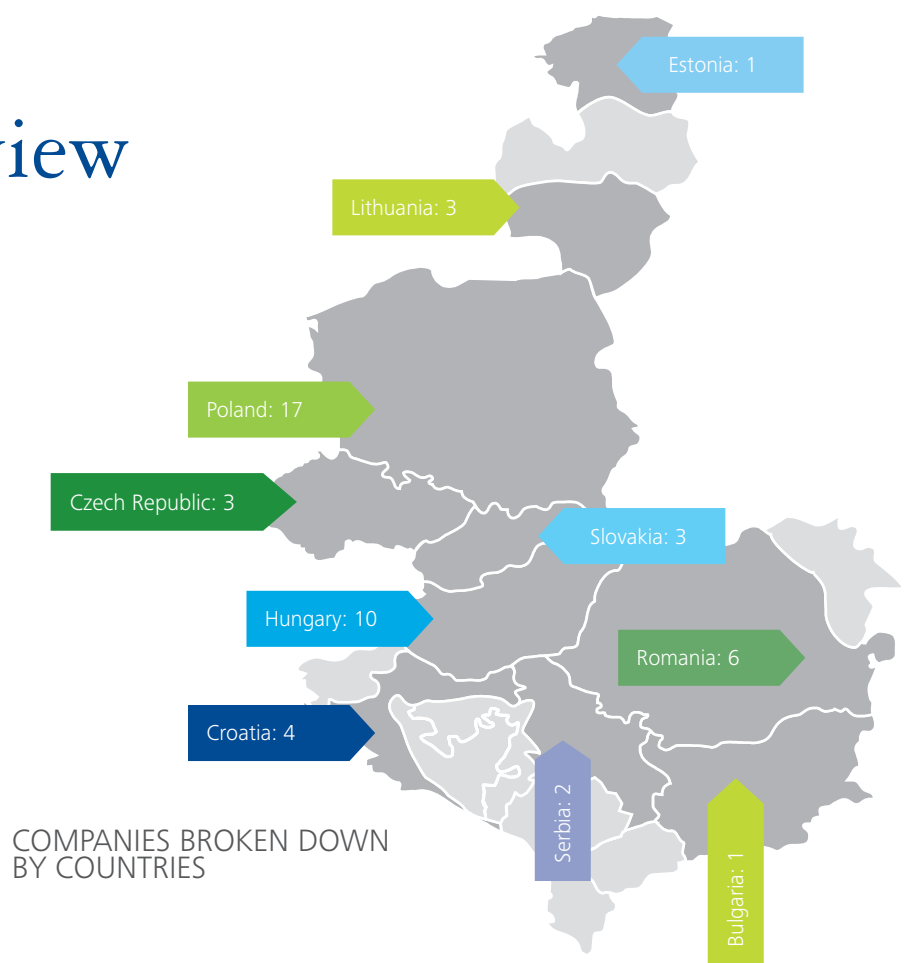 view
Estonia: 1
Lithuania: 3
Poland: 17
Czech Republic: 3
Slovakia: 3
Hungary: 10
Romania: 6
Croatia: 4
Serbia: 2
Bulgaria: 1
COMPANIES BROKEN DOWN
BY COUNTRIES